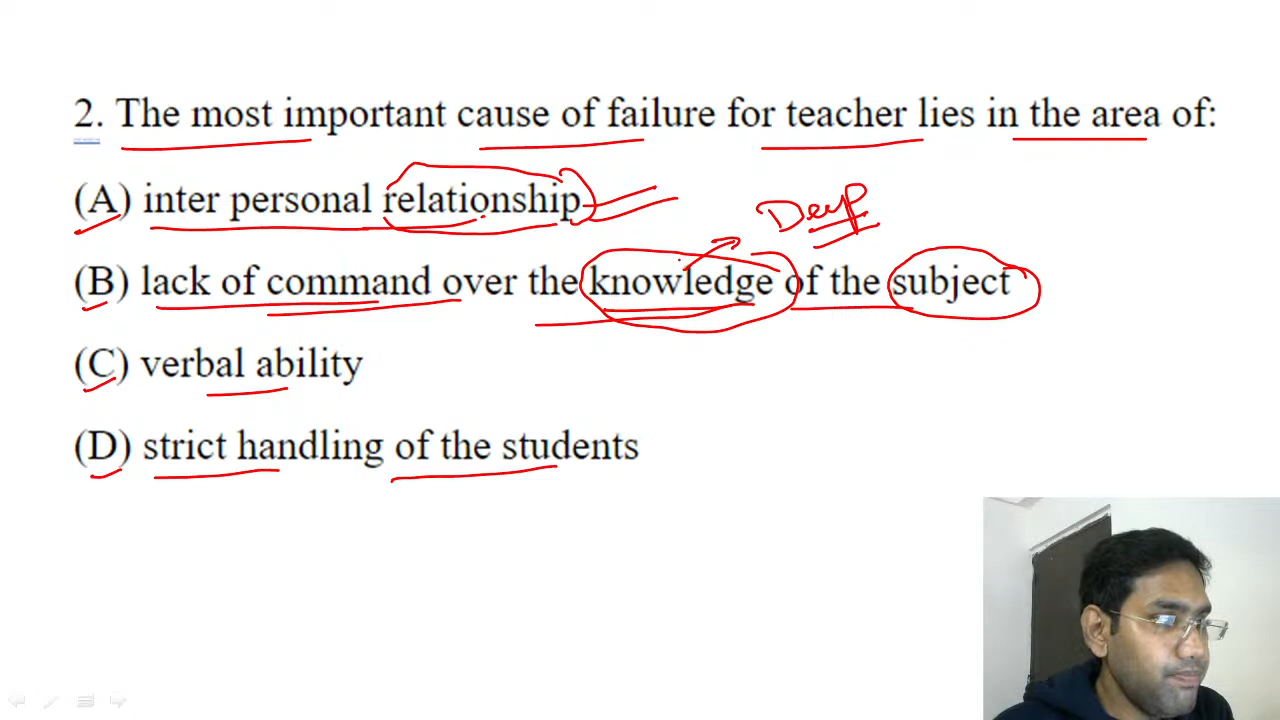 2. The most important cause of failure for teacher lies in the area of:
(A) inter personal relationship
Deep
(B) lack of command over the knowledge of the subject
(C) verbal ability
(D) strict handling of the students